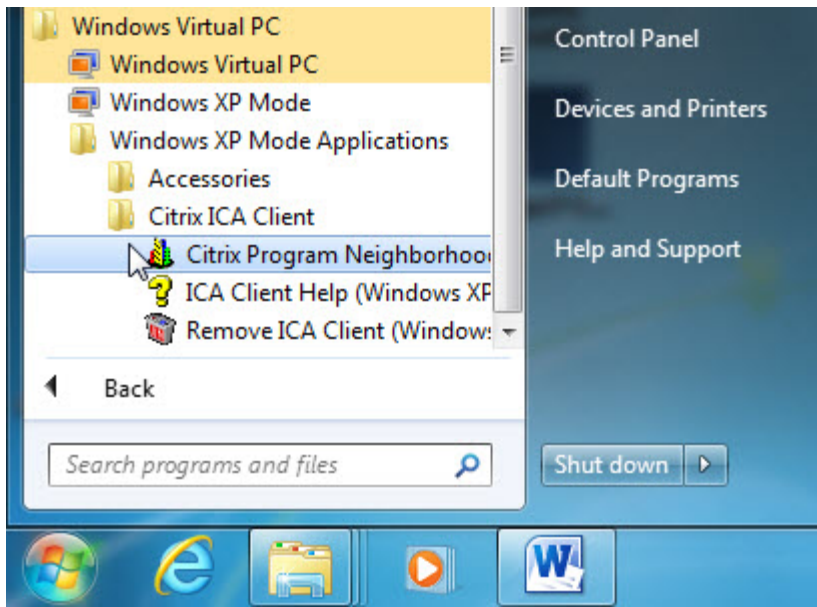 Windows Virtual PC
Windows Virtual PC
Windows XP Mode
Windows XP Mode Applications
Accessories
Citrix ICA Client
Citrix Program Neighborhoo
ICA Client Help (Windows XP
Remove ICA Client (Window
Back
Search programs and files
Control Panel
Devices and Printers
Default Programs
Help and Support
Shut down
W